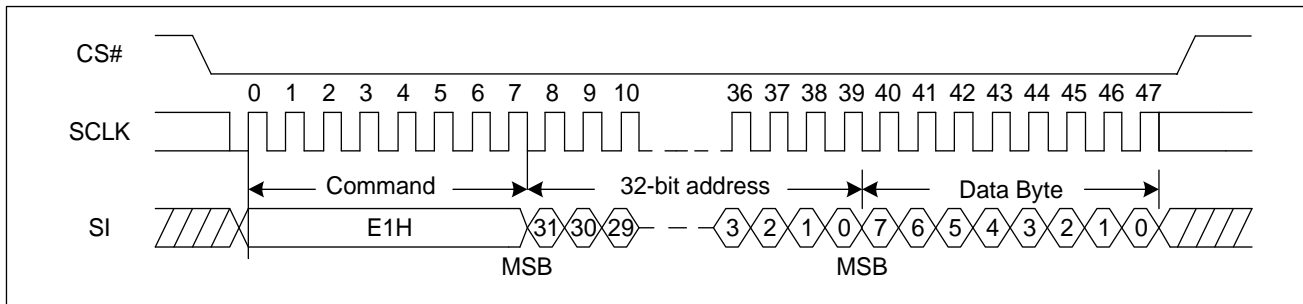 CS#
0 1 2 3 4 5 6 7 8 9 10 36 37 38 39 40 41 42 43 44 45 46 47
SCLK
Command 32-bit address Data Byte
SI E1H 31 30 29 3 2 1 0 7 6 5 4 3 2 1 0
MSB MSB